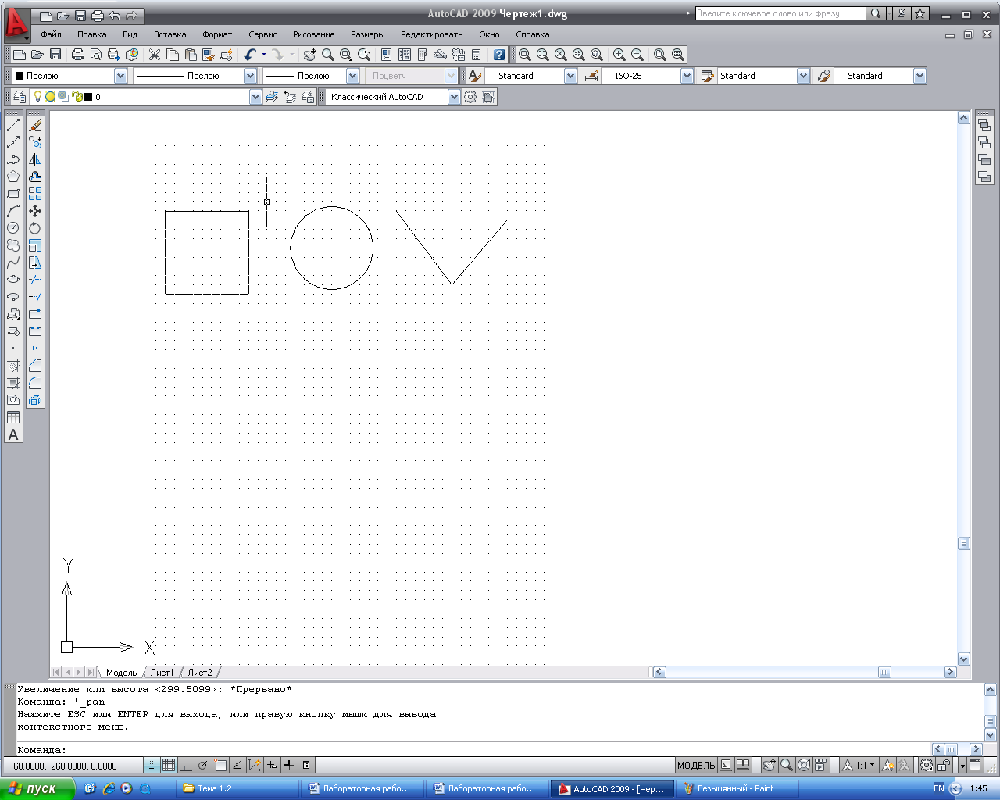 AutoCAD 2009 Чертеж1.dwg
Введите ключевое слово или фразу
Файл Правка Вид Вставка Формат Сервис Рисование Размеры Редактировать Окно Справка
Послою Послою Послою Поцвету Standard ISO-25 Standard Standard
0 Классический AutoCAD
Y
X
Модель Лист1 Лист2
Увеличение или высота <299.5099>: *Прервано*
Команда: '_pan
Нажмите ESC или ENTER для выхода, или правую кнопку мыши для вывода
контекстного меню.
Команда:
60.0000, 260.0000, 0.0000 МОДЕЛЬ 1:1
пуск Тема 1.2 Лабораторная рабо... Лабораторная рабо... AutoCAD 2009 - [Чер... Безымянный - Paint EN 1:45